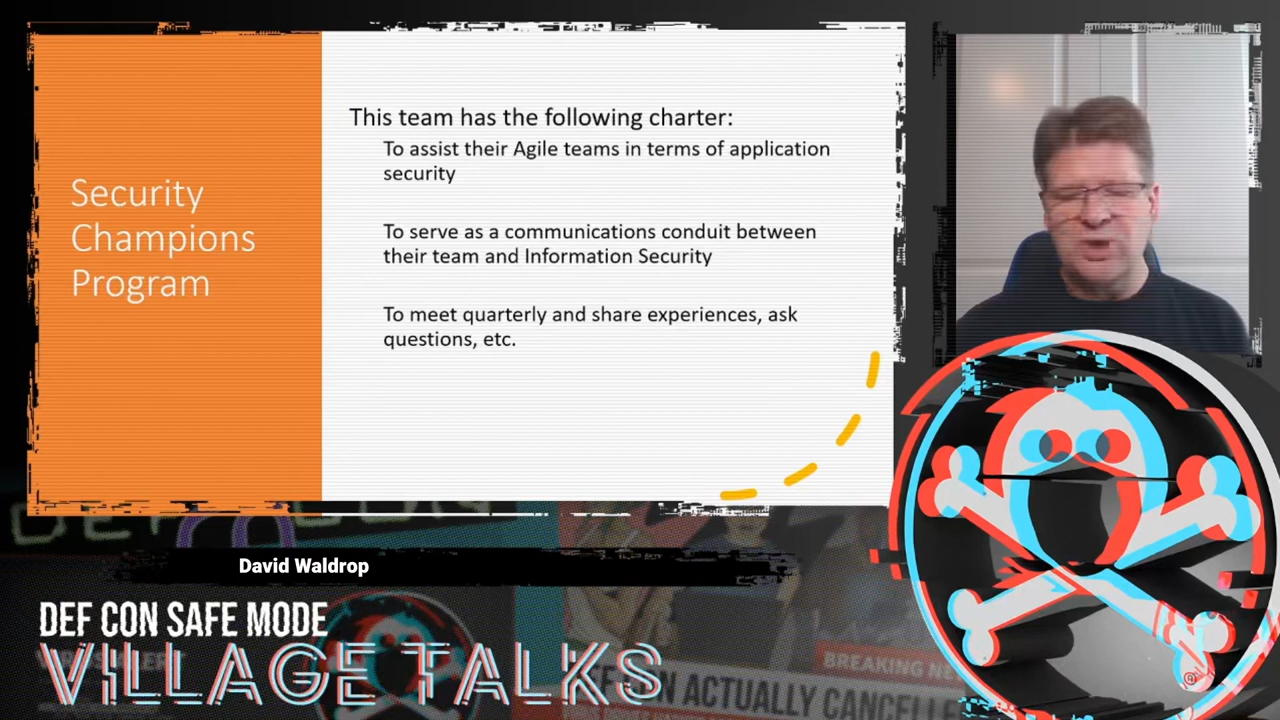 Security
Champions
Program
This team has the following charter:
To assist their Agile teams in terms of application
security
To serve as a communications conduit between
their team and Information Security
To meet quarterly and share experiences, ask
questions, etc.
David Waldrop
DEF CON SAFE MODE
VILLAGE TALKS
BREAKING NE
CON ACTUALLY CANCELLE